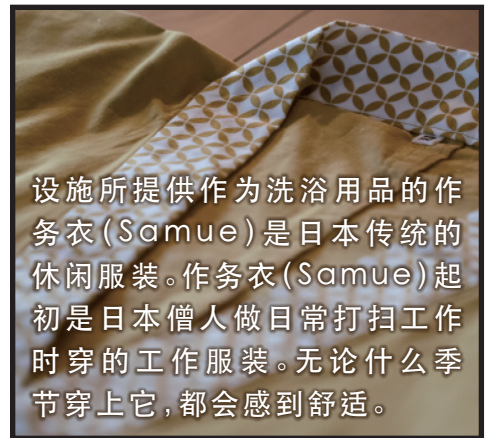 设施所提供作为洗浴用品的作
务衣(Samue)是日本传统的
休闲服装。作务衣(Samue)起
初是日本僧人做日常打扫工作
时穿的工作服装。无论什么季
节穿上它,都会感到舒适。